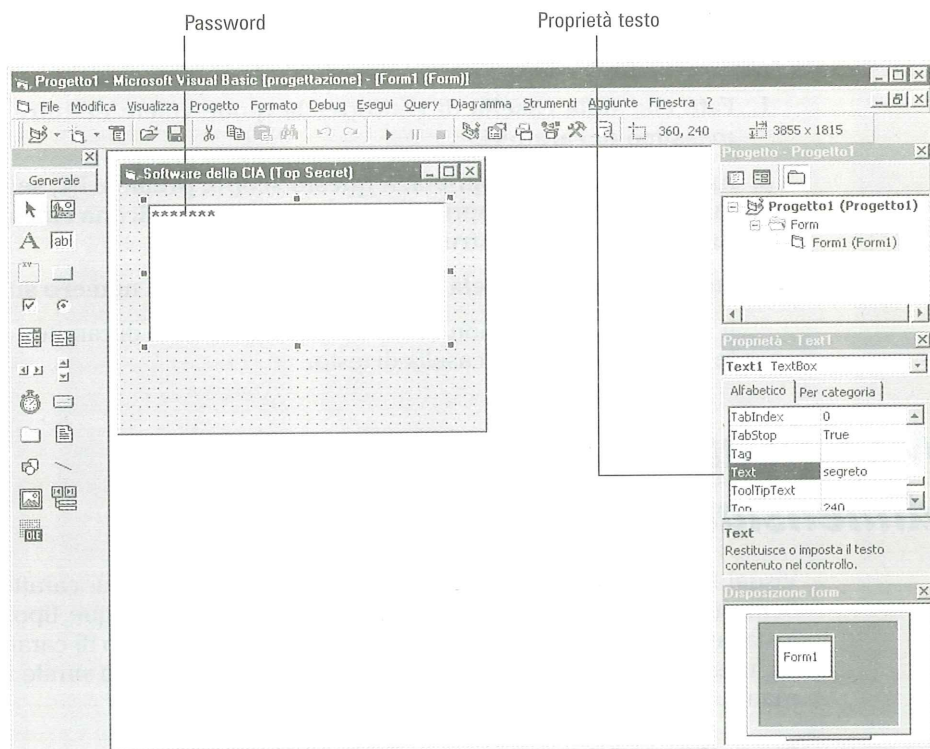 Password
Proprietà testo
Progetto1 - Microsoft Visual Basic [progettazione] - [Form1 (Form)]
File Modifica Visualizza Progetto Formato Debug Esegui Query Diagramma Strumenti Aggiunte Finestra ?
360, 240
3855 x 1815
Generale
A
ab
XY
OLE
Software della CIA (Top Secret)
*******
Progetto - Progetto1
Progetto1 (Progetto1)
Form
Form1 (Form1)
Proprietà - Text1
Text1 TextBox
Alfabetico Per categoria
TabIndex 0
TabStop True
Tag
Text segreto
ToolTipText
Top 240
Text
Restituisce o imposta il testo
contenuto nel controllo.
Disposizione form
Form1